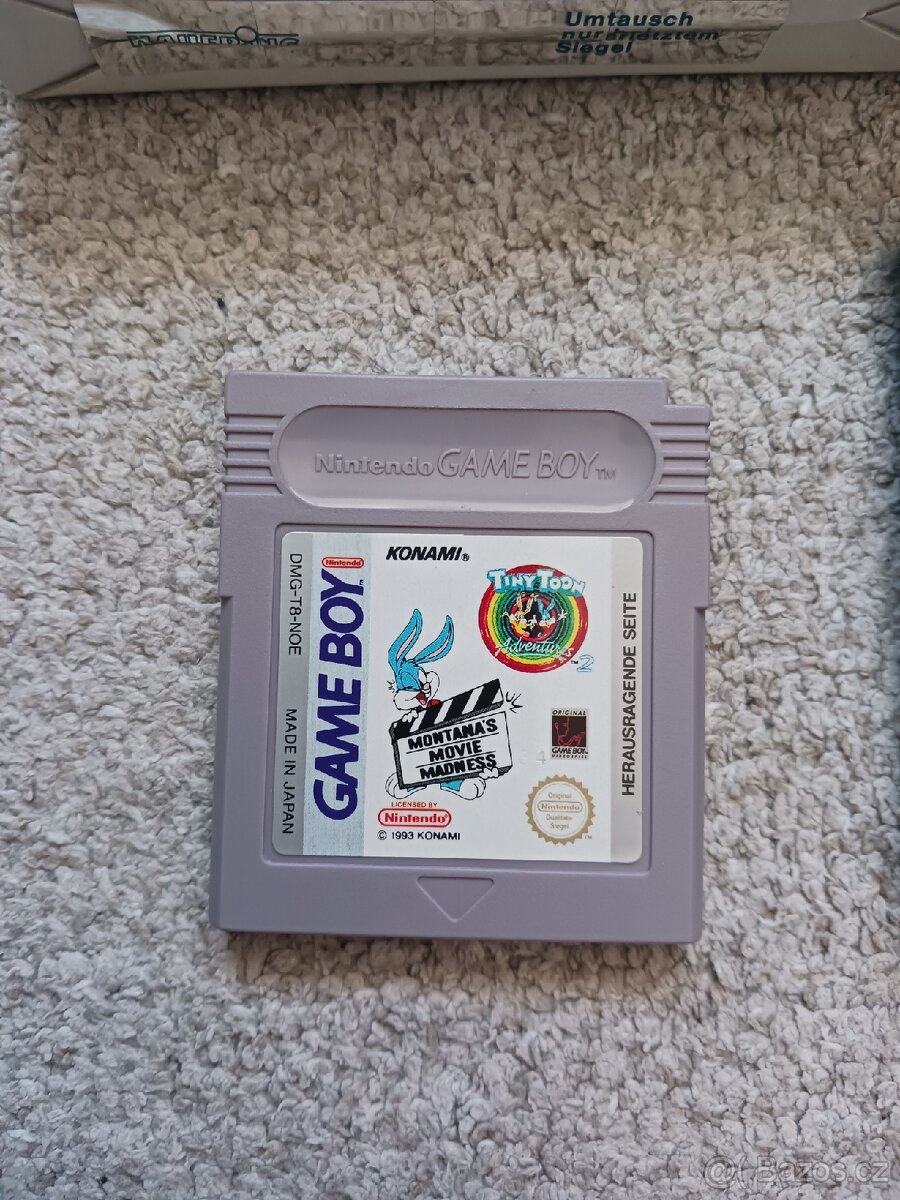 Umtausch
nur
Siegel
Nintendo GAME BOY TM
DMG-T8-NOE
MADE IN JAPAN
Nintendo
GAME BOY
KONAMI®
TINY TOON
Adventures
TM 2
MONTANA'S
MOVIE
MADNESS
ORIGINAL
GAME BOY
LICENSED BY
Nintendo
© 1993 KONAMI
Original
Nintendo
Qualitäts-
Siegel
TM
HERAUSRAGENDE SEITE
Bazos.cz